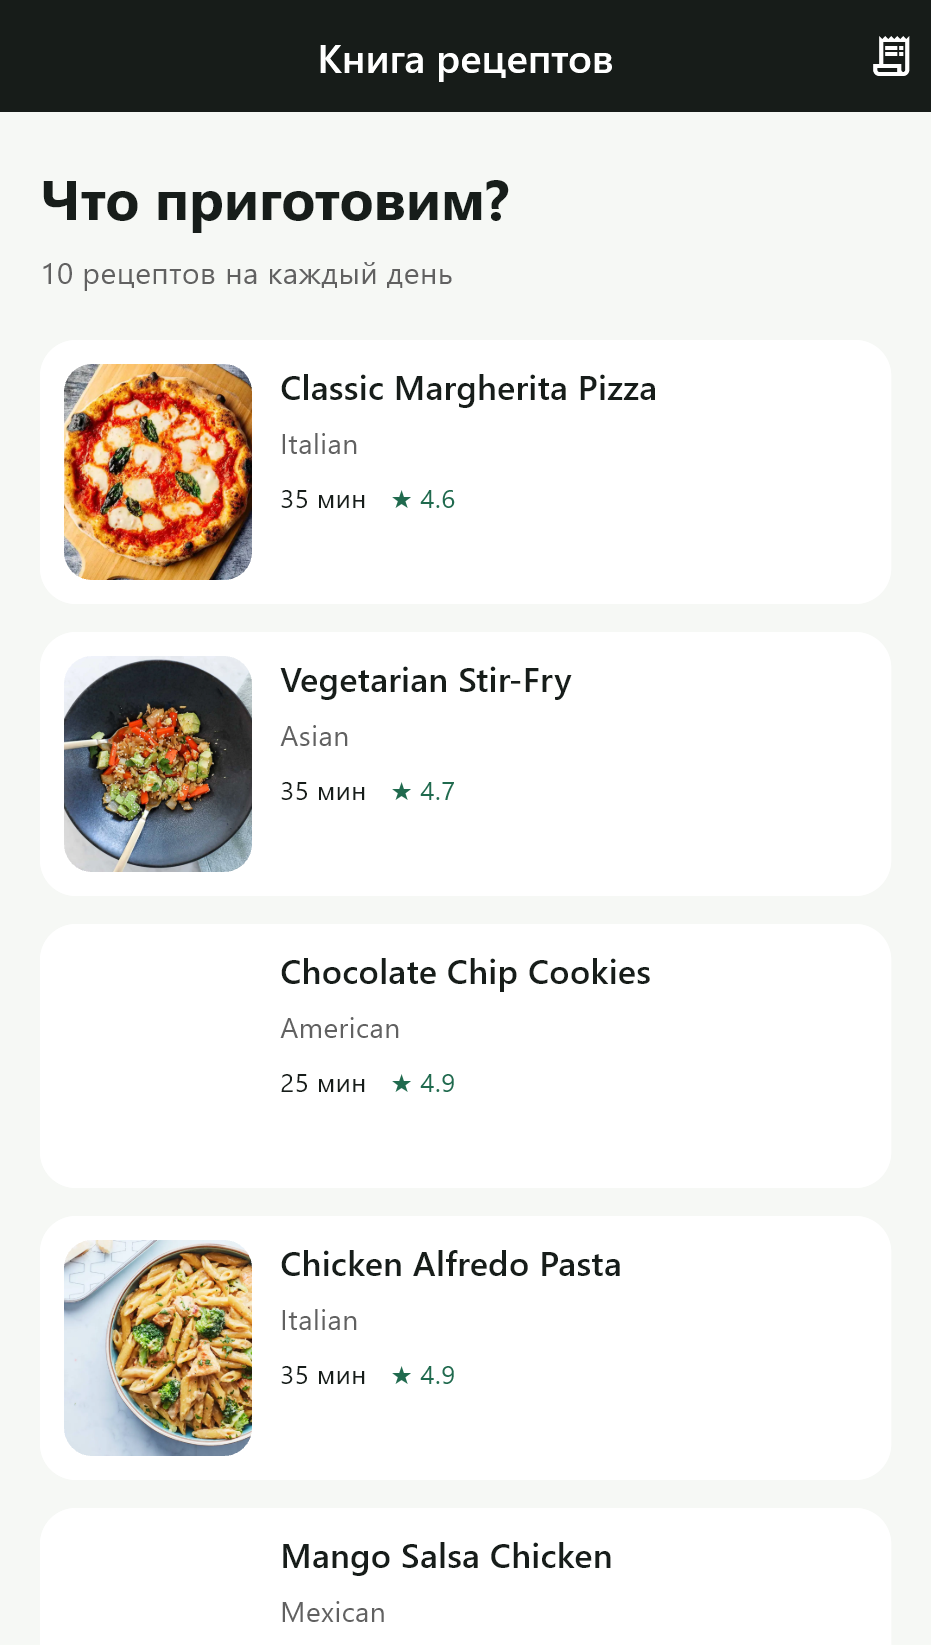 Книга рецептов
Что приготовим?
10 рецептов на каждый день
Classic Margherita Pizza
Italian
35 мин ★ 4.6
Vegetarian Stir-Fry
Asian
35 мин ★ 4.7
Chocolate Chip Cookies
American
25 мин ★ 4.9
Chicken Alfredo Pasta
Italian
35 мин ★ 4.9
Mango Salsa Chicken
Mexican